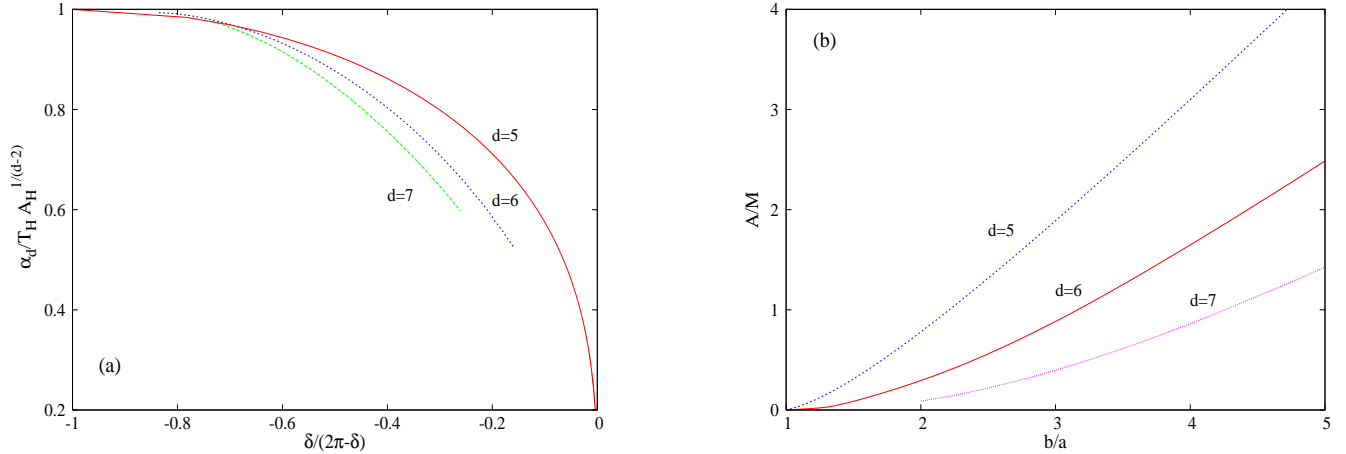 1
0.8
0.6
0.4
0.2
-1
-0.8
-0.6
-0.4
-0.2
0
α_d/T_H A_H^{1/(d-2)}
δ/(2π-δ)
d=5
d=6
d=7
(a)
4
3
2
1
0
1
2
3
4
5
A/M
b/a
d=5
d=6
d=7
(b)